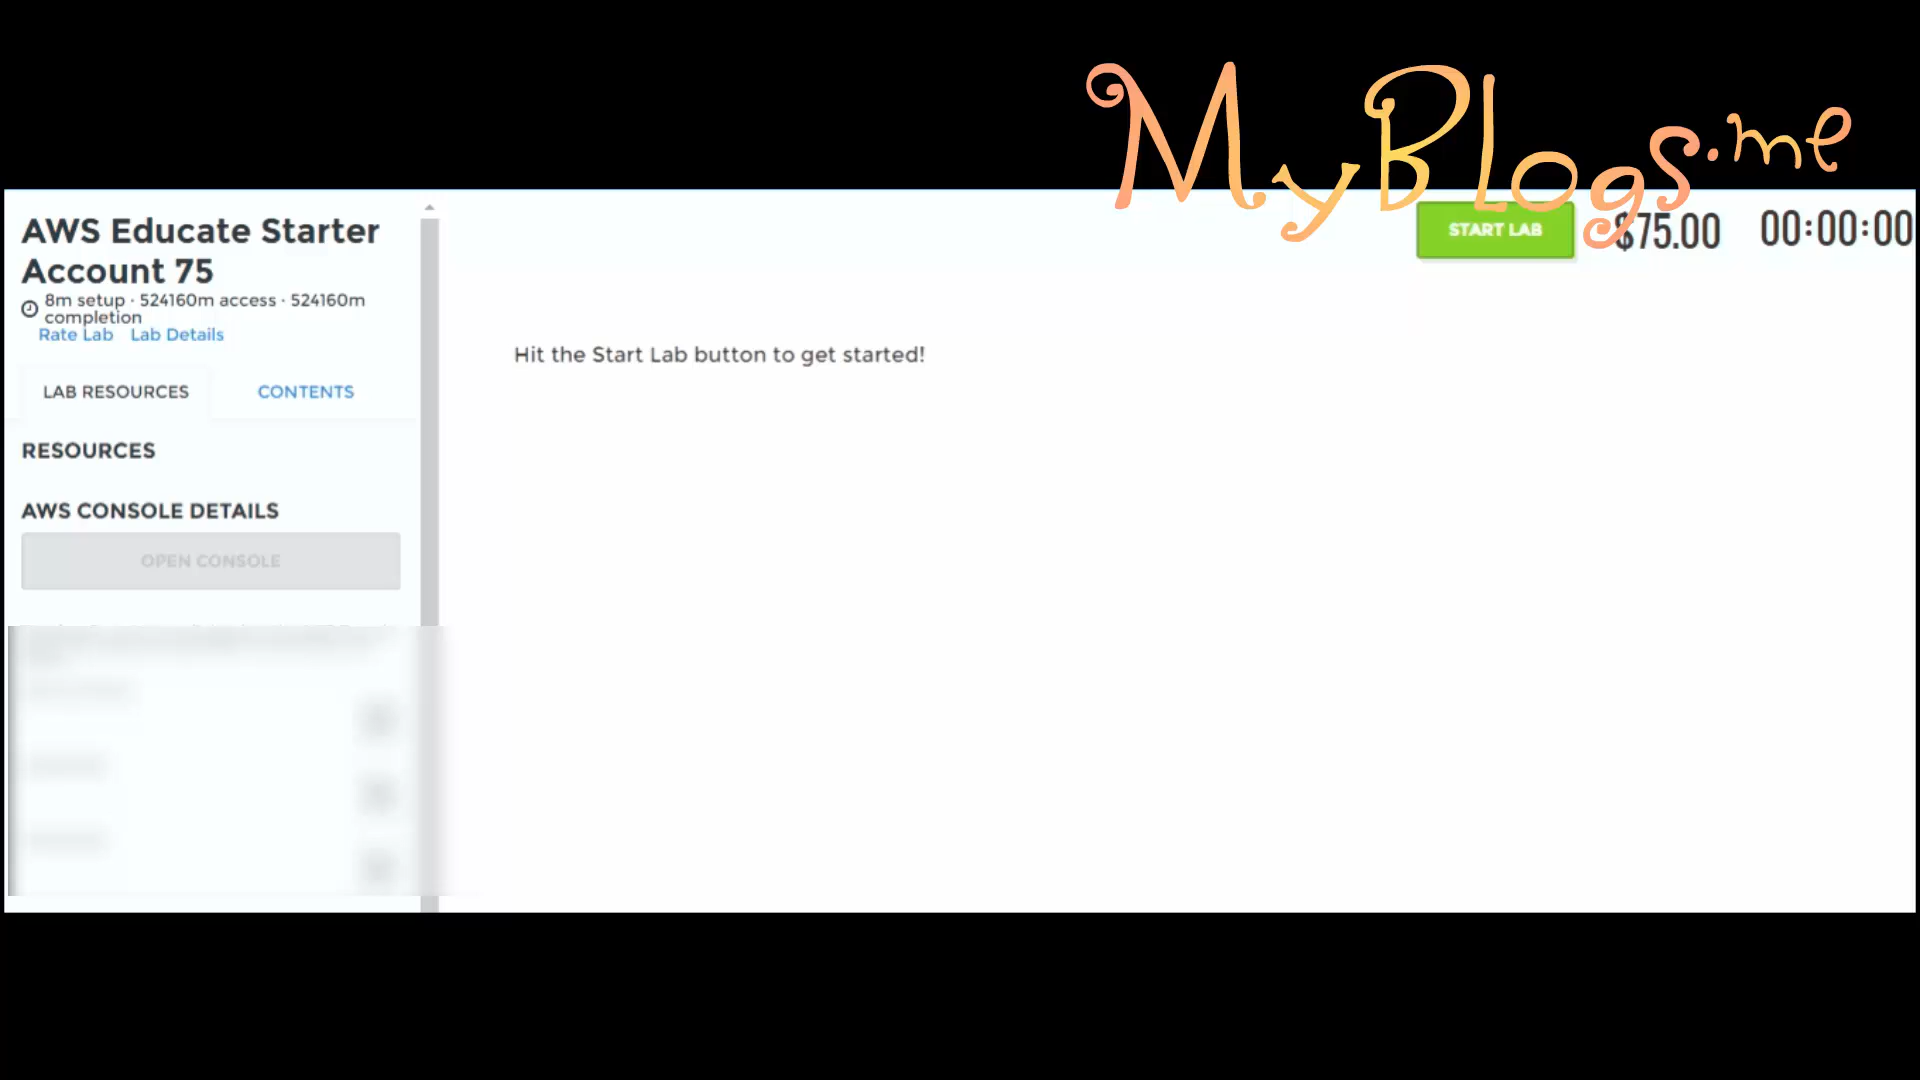 MyBlogs.me
AWS Educate Starter
Account 75
START LAB
$75.00
00:00:00
8m setup · 524160m access · 524160m
completion
Rate Lab Lab Details
Hit the Start Lab button to get started!
LAB RESOURCES
CONTENTS
RESOURCES
AWS CONSOLE DETAILS
OPEN CONSOLE